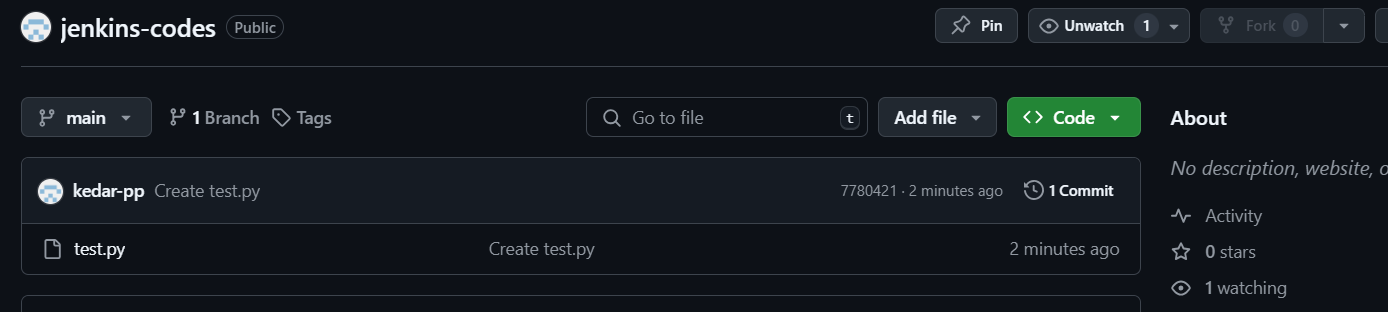 jenkins-codes Public Pin Unwatch 1 Fork 0
main 1 Branch Tags Go to file t Add file Code
About
No description, website, o
kedar-pp Create test.py 7780421 · 2 minutes ago 1 Commit
Activity
test.py Create test.py 2 minutes ago
0 stars
1 watching